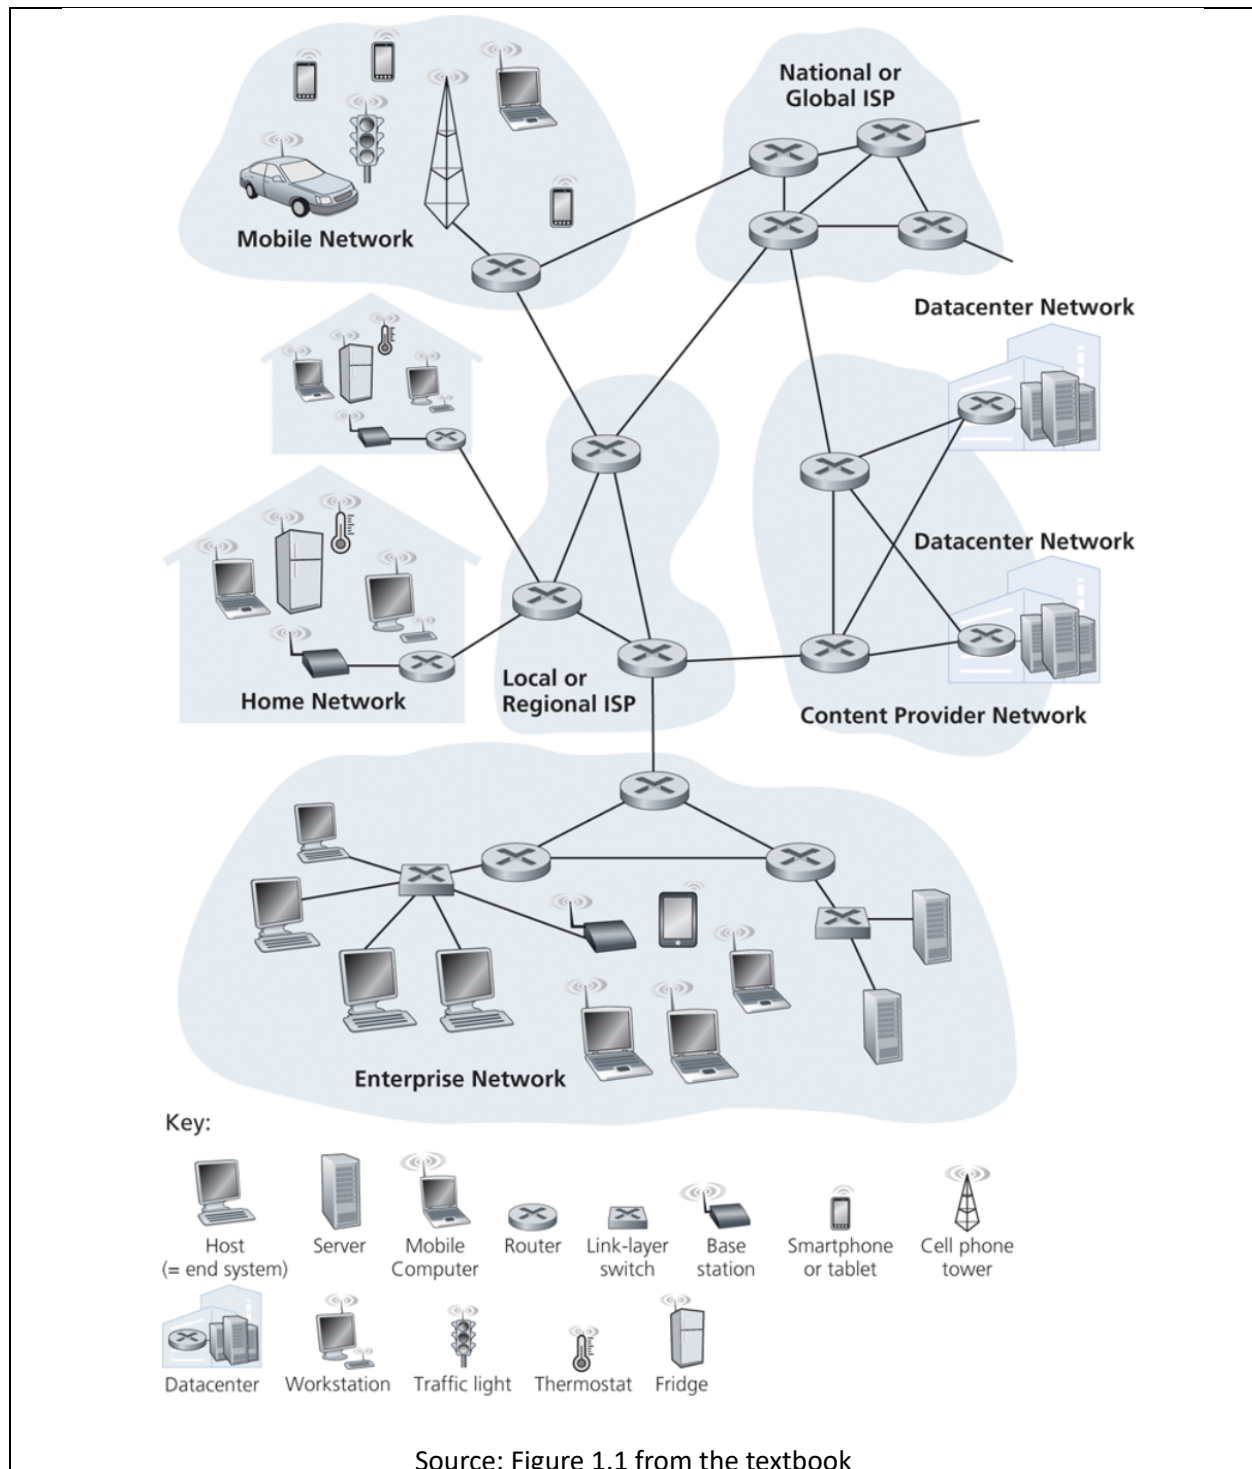 National or
Global ISP
Mobile Network
Datacenter Network
Datacenter Network
Home Network
Local or
Regional ISP
Content Provider Network
Enterprise Network
Key:
Host
(= end system)
Server
Mobile
Computer
Router
Link-layer
switch
Base
station
Smartphone
or tablet
Cell phone
tower
Datacenter
Workstation
Traffic light
Thermostat
Fridge
Source: Figure 1.1 from the textbook